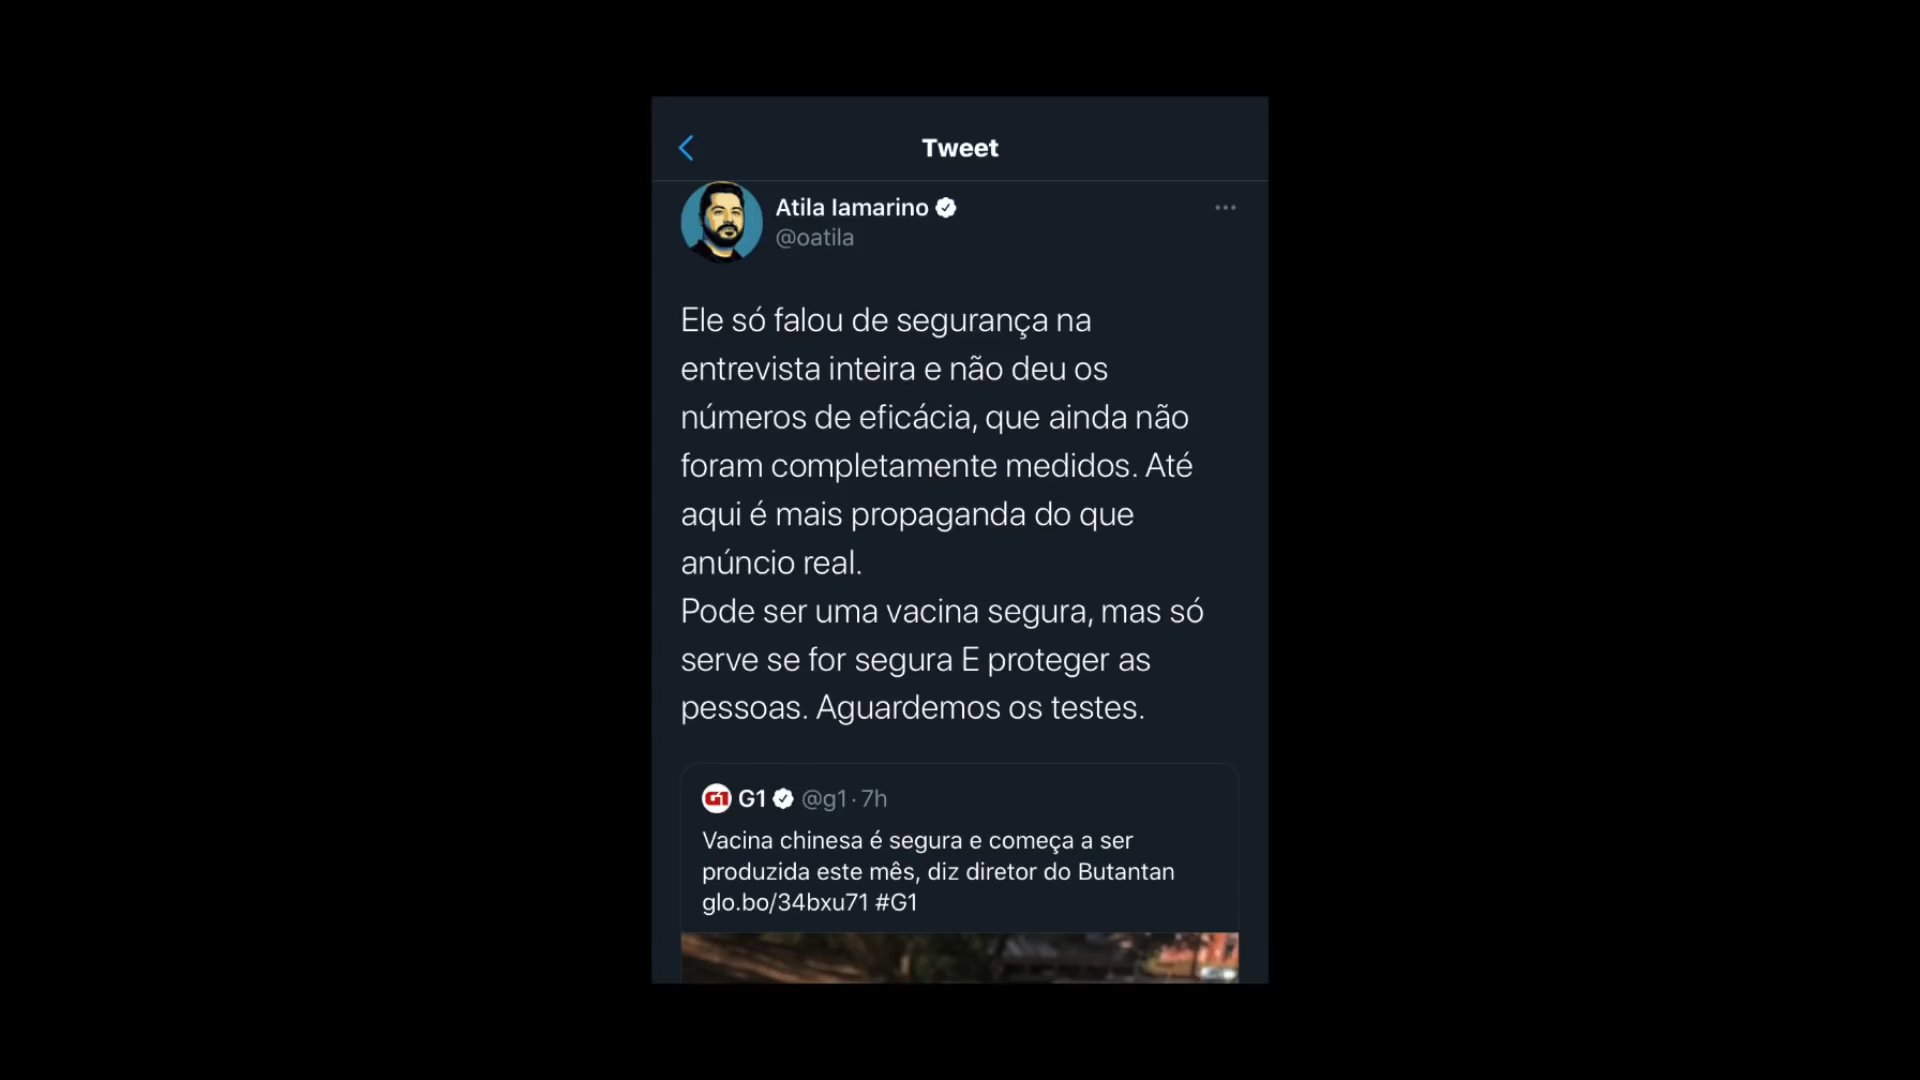 Tweet
Atila Iamarino
@oatila
Ele só falou de segurança na
entrevista inteira e não deu os
números de eficácia, que ainda não
foram completamente medidos. Até
aqui é mais propaganda do que
anúncio real.
Pode ser uma vacina segura, mas só
serve se for segura E proteger as
pessoas. Aguardemos os testes.
G1 G1 @g1 · 7h
Vacina chinesa é segura e começa a ser
produzida este mês, diz diretor do Butantan
glo.bo/34bxu71 #G1